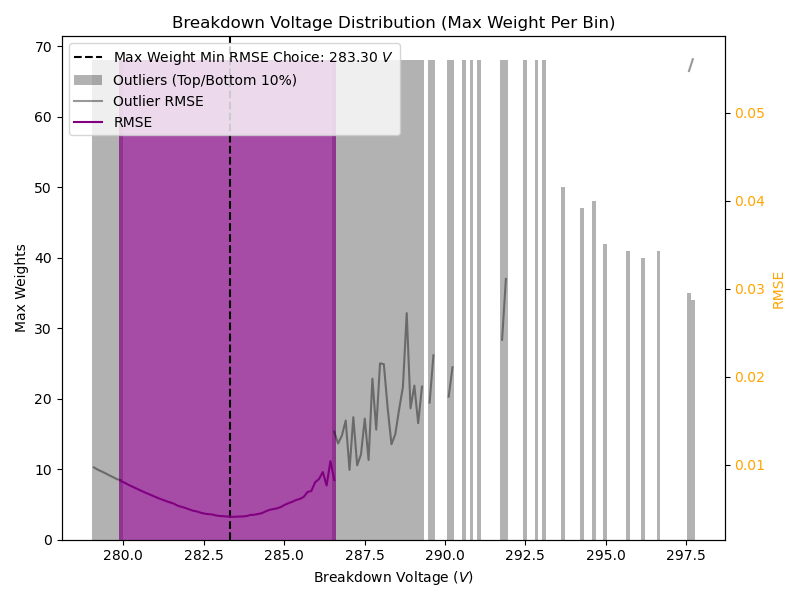 Breakdown Voltage Distribution (Max Weight Per Bin)
Max Weight Min RMSE Choice: 283.30 V
Outliers (Top/Bottom 10%)
Outlier RMSE
RMSE
70
60
50
40
30
20
10
0
Max Weights
0.05
0.04
0.03
0.02
0.01
RMSE
280.0 282.5 285.0 287.5 290.0 292.5 295.0 297.5
Breakdown Voltage (V)